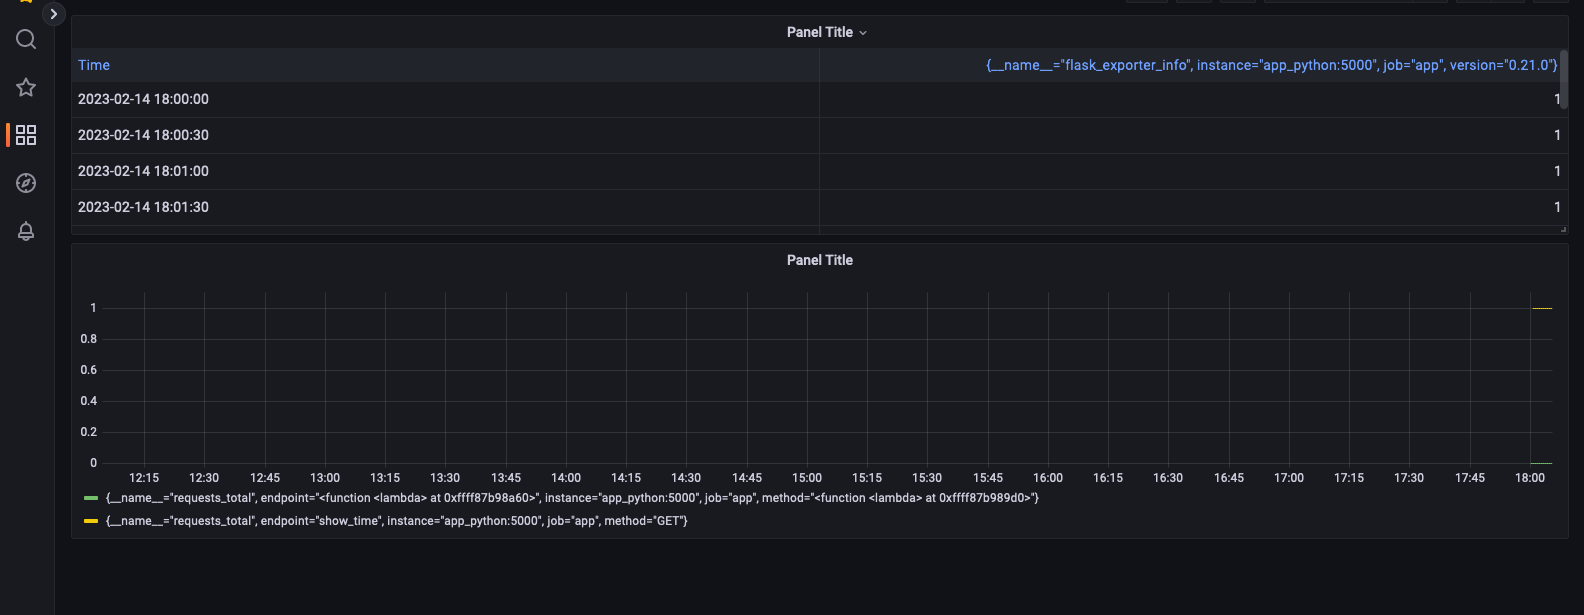 Panel Title
Time {__name__="flask_exporter_info", instance="app_python:5000", job="app", version="0.21.0"}
2023-02-14 18:00:00 1
2023-02-14 18:00:30 1
2023-02-14 18:01:00 1
2023-02-14 18:01:30 1
Panel Title
1
0.8
0.6
0.4
0.2
0
12:15 12:30 12:45 13:00 13:15 13:30 13:45 14:00 14:15 14:30 14:45 15:00 15:15 15:30 15:45 16:00 16:15 16:30 16:45 17:00 17:15 17:30 17:45 18:00
{__name__="requests_total", endpoint="<function <lambda> at 0xffff87b98a60>", instance="app_python:5000", job="app", method="<function <lambda> at 0xffff87b989d0>"}
{__name__="requests_total", endpoint="show_time", instance="app_python:5000", job="app", method="GET"}